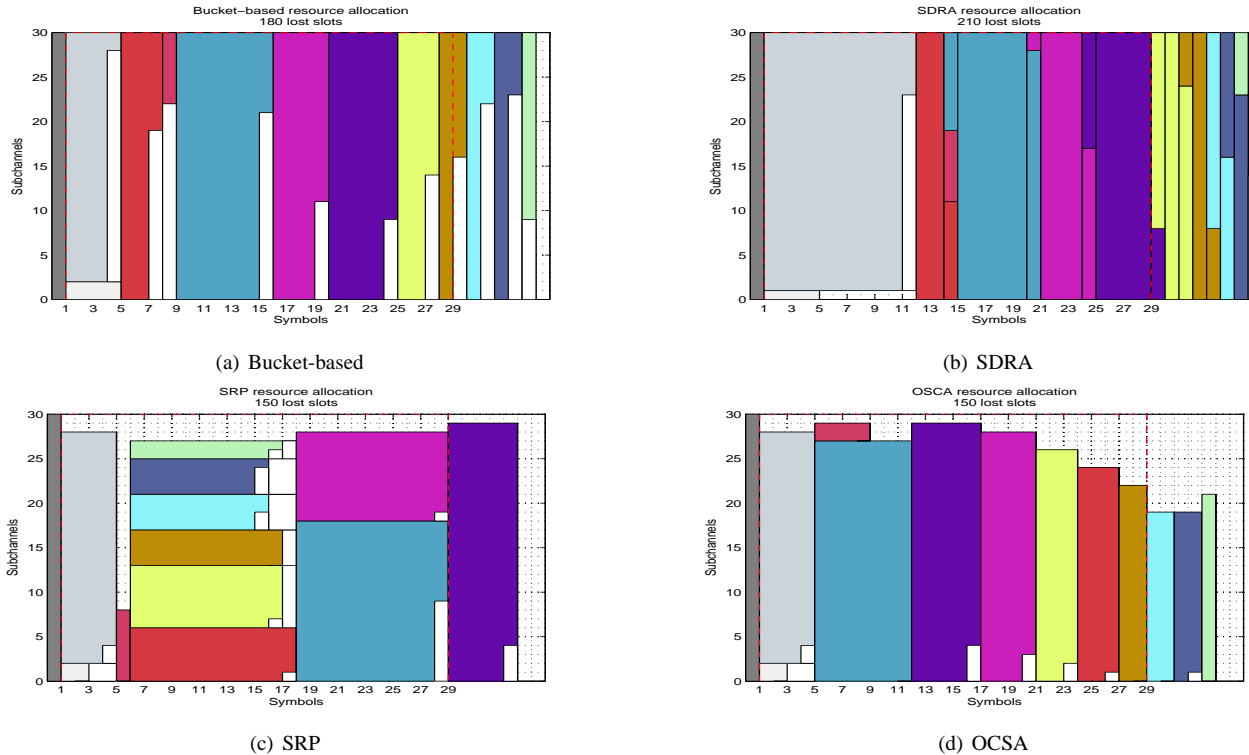 Bucket-based resource allocation
180 lost slots
30
25
20
15
10
5
0
Subchannels
1 3 5 7 9 11 13 15 17 19 21 23 25 27 29
Symbols
(a) Bucket-based
SDRA resource allocation
210 lost slots
30
25
20
15
10
5
0
Subchannels
1 3 5 7 9 11 13 15 17 19 21 23 25 27 29
Symbols
(b) SDRA
SRP resource allocation
150 lost slots
30
25
20
15
10
5
0
Subchannels
1 3 5 7 9 11 13 15 17 19 21 23 25 27 29
Symbols
(c) SRP
OSCA resource allocation
150 lost slots
30
25
20
15
10
5
0
Subchannels
1 3 5 7 9 11 13 15 17 19 21 23 25 27 29
Symbols
(d) OCSA